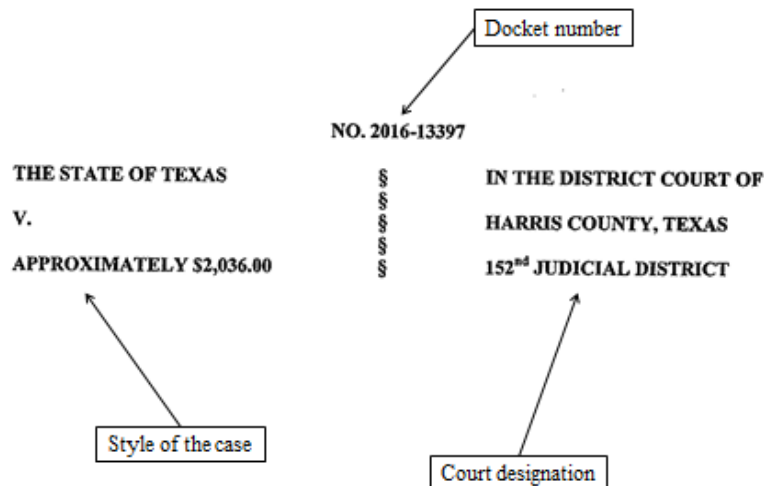 Docket number
NO. 2016-13397
THE STATE OF TEXAS § IN THE DISTRICT COURT OF
§
V. § HARRIS COUNTY, TEXAS
§
APPROXIMATELY $2,036.00 § 152nd JUDICIAL DISTRICT
Style of the case
Court designation